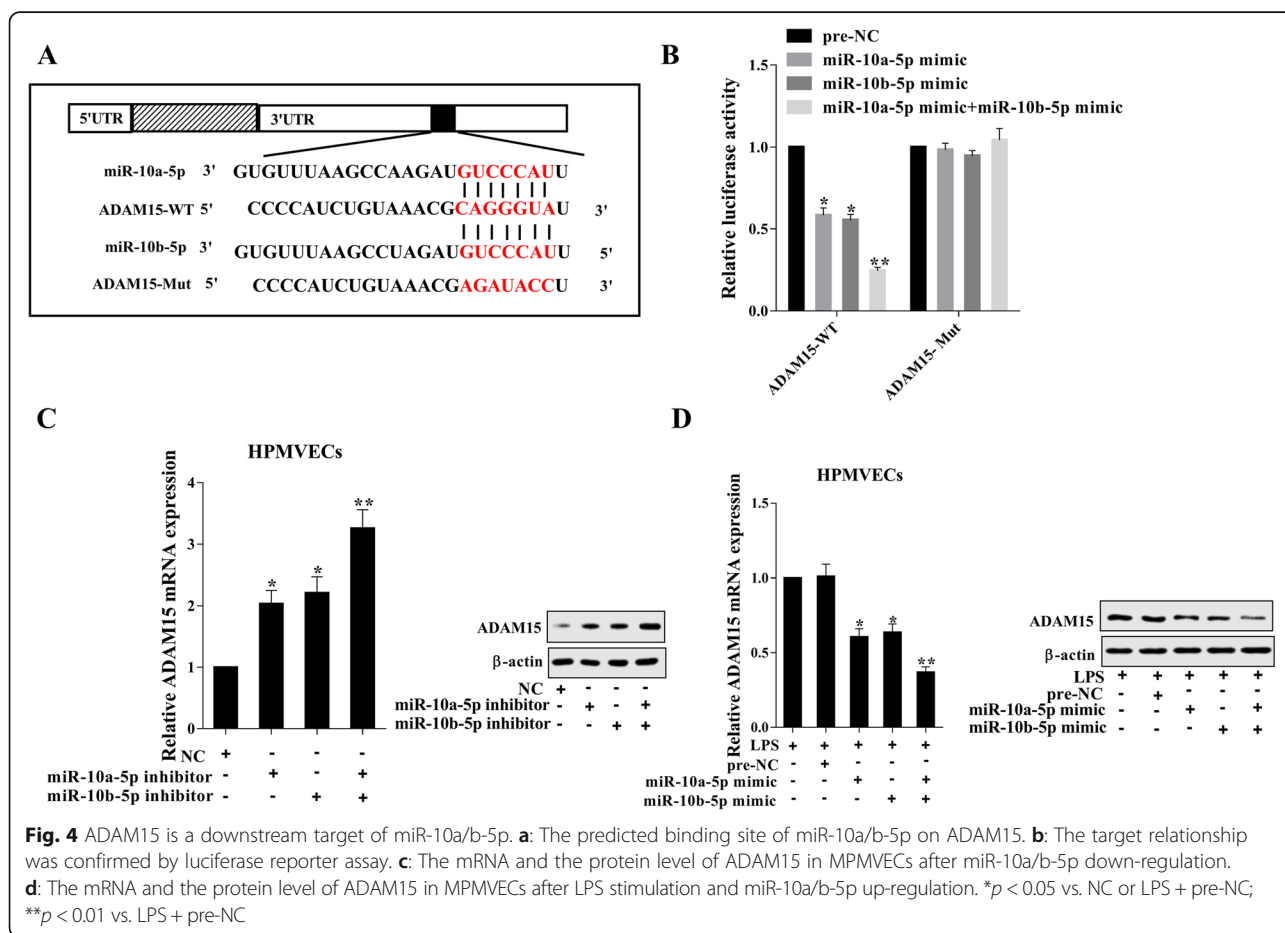 A
5'UTR 3'UTR
miR-10a-5p 3' GUGUUUAAGCCAAGAUGUCCCAUU
ADAM15-WT 5' CCCCAUCUGUAAACGCAGGGUAU 3'
miR-10b-5p 3' GUGUUUAAGCCUAGAUGUCCCAUU 5'
ADAM15-Mut 5' CCCCAUCUGUAAACGAGAUACCU 3'
B
pre-NC
miR-10a-5p mimic
miR-10b-5p mimic
miR-10a-5p mimic+miR-10b-5p mimic
Relative luciferase activity
1.5
1.0
0.5
0.0
* * **
ADAM15-WT
ADAM15- Mut
C
HPMVECs
Relative ADAM15 mRNA expression
4
3
2
1
0
* * **
NC + - - -
miR-10a-5p inhibitor - + - +
miR-10b-5p inhibitor - - + +
ADAM15
β-actin
NC + - - -
miR-10a-5p inhibitor - + - +
miR-10b-5p inhibitor - - + +
D
HPMVECs
Relative ADAM15 mRNA expression
1.5
1.0
0.5
0.0
* * **
LPS + + + + +
pre-NC - + - - -
miR-10a-5p mimic - - + - +
miR-10b-5p mimic - - - + +
ADAM15
β-actin
LPS + + + + +
pre-NC - + - - -
miR-10a-5p mimic - - + - +
miR-10b-5p mimic - - - + +
Fig. 4 ADAM15 is a downstream target of miR-10a/b-5p. a: The predicted binding site of miR-10a/b-5p on ADAM15. b: The target relationship
was confirmed by luciferase reporter assay. c: The mRNA and the protein level of ADAM15 in MPMVECs after miR-10a/b-5p down-regulation.
d: The mRNA and the protein level of ADAM15 in MPMVECs after LPS stimulation and miR-10a/b-5p up-regulation. *p < 0.05 vs. NC or LPS + pre-NC;
**p < 0.01 vs. LPS + pre-NC